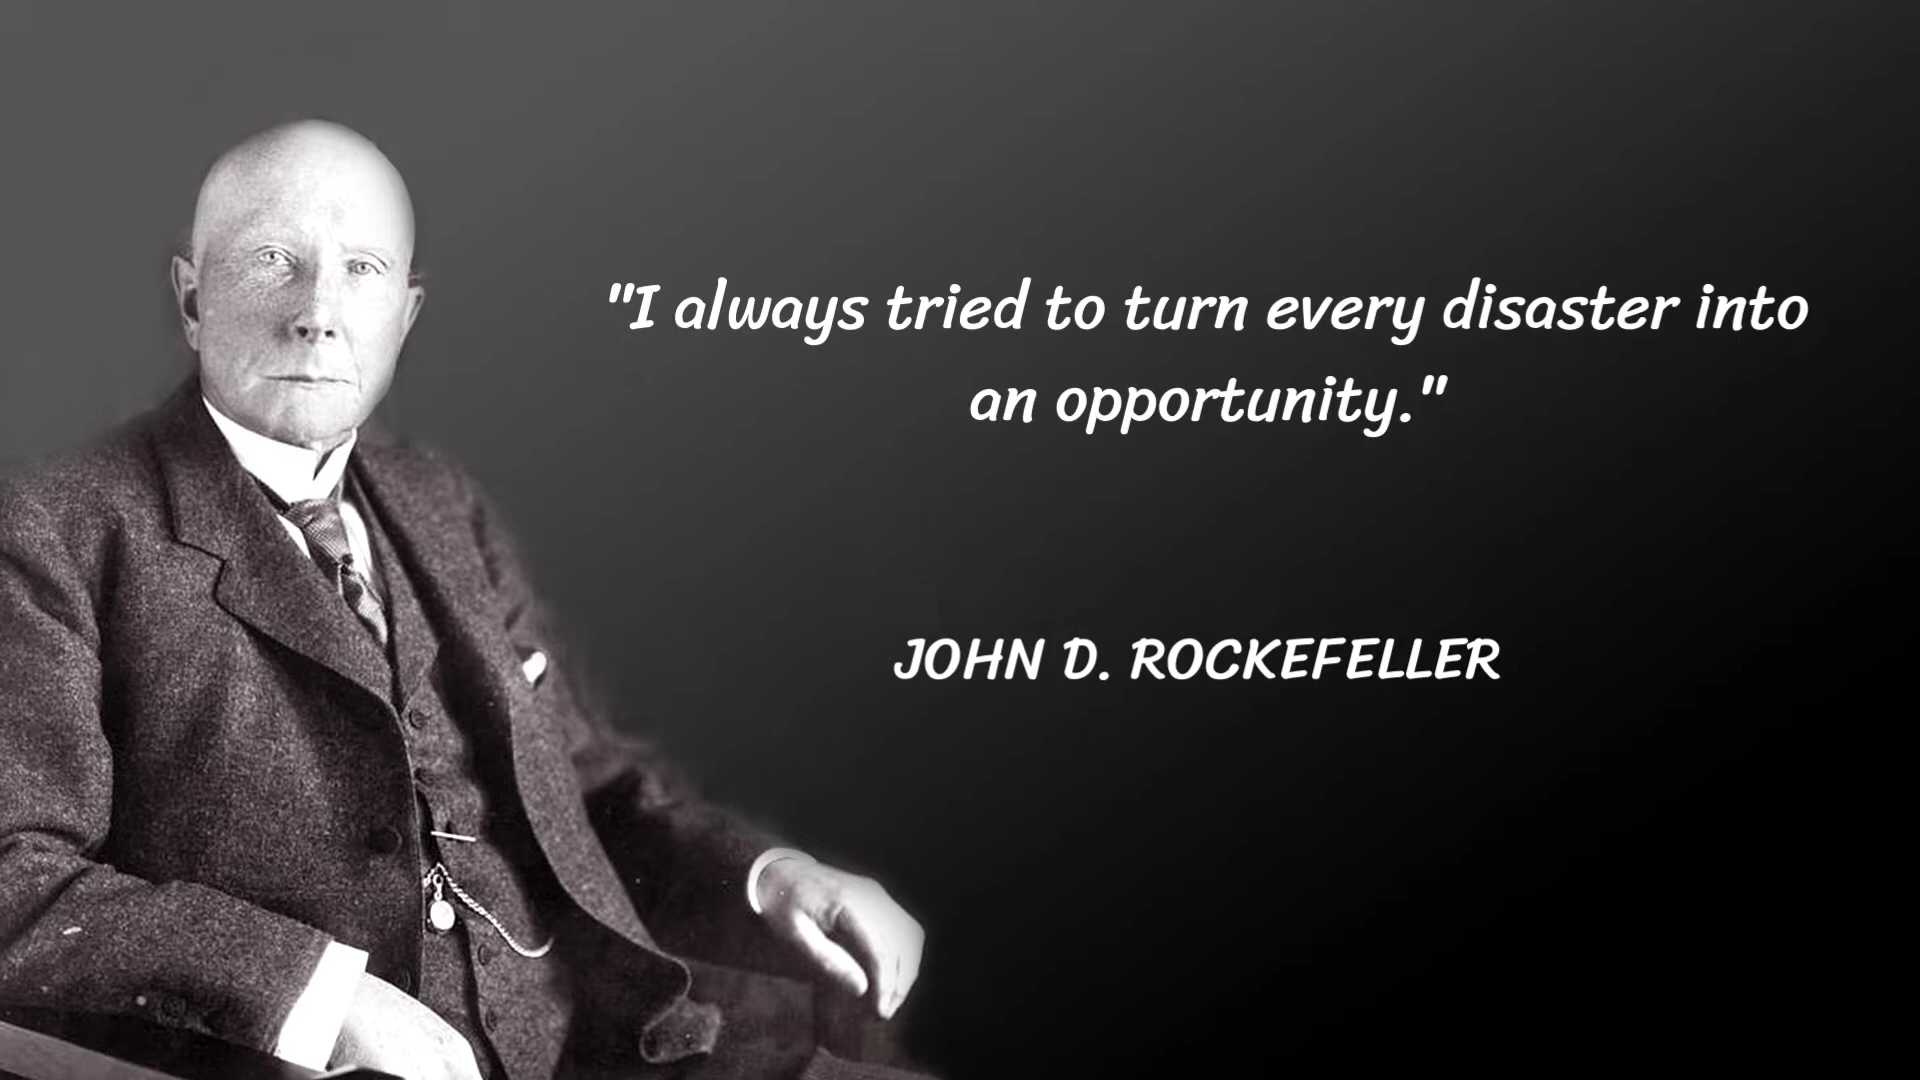 "I always tried to turn every disaster into
an opportunity."
JOHN D. ROCKEFELLER